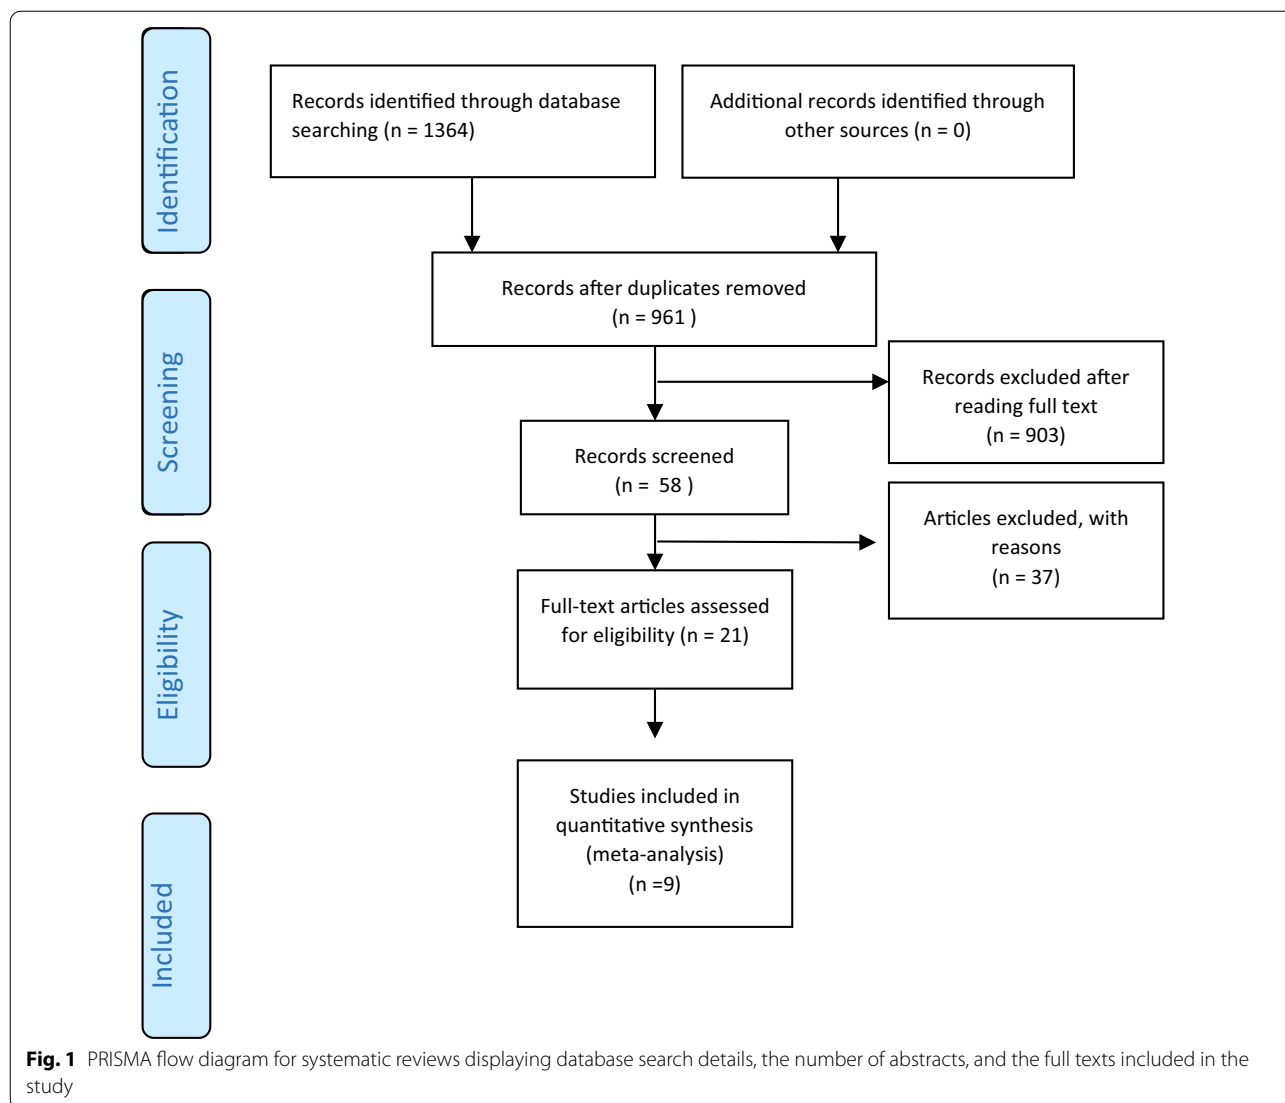 Identification
Records identified through database
searching (n = 1364)
Additional records identified through
other sources (n = 0)
Records after duplicates removed
(n = 961 )
Screening
Records excluded after
reading full text
(n = 903)
Records screened
(n =  58 )
Articles excluded, with
reasons
(n = 37)
Eligibility
Full-text articles assessed
for eligibility (n = 21)
Studies included in
quantitative synthesis
(meta-analysis)
(n =9)
Included
Fig. 1 PRISMA flow diagram for systematic reviews displaying database search details, the number of abstracts, and the full texts included in the
study